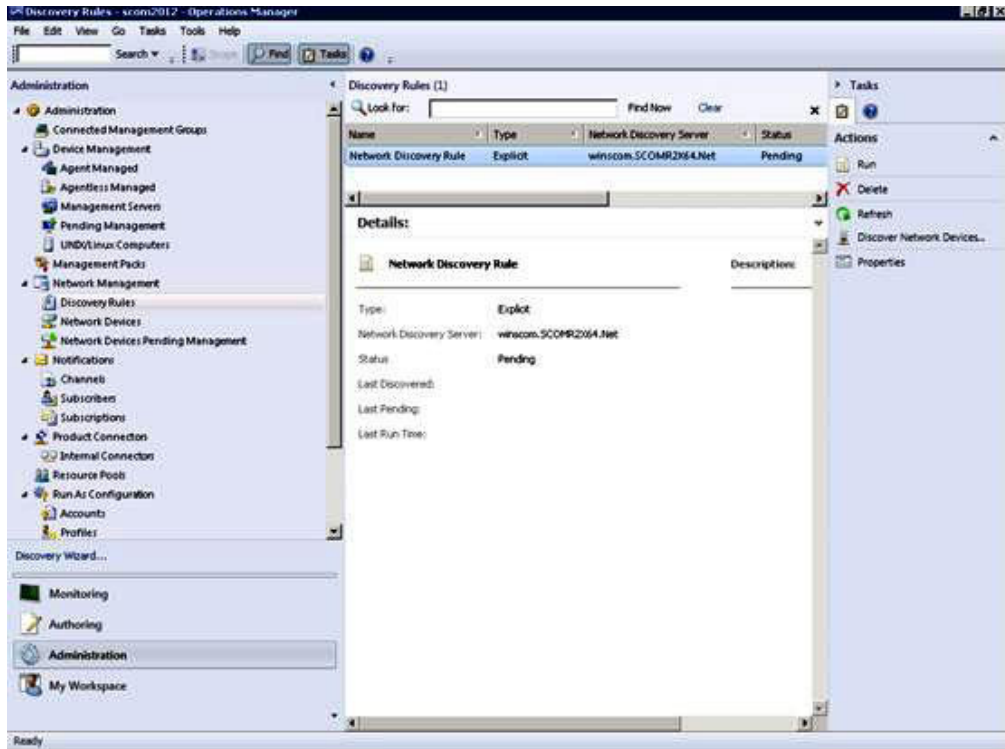 Discovery Rules - scom2012 - Operations Manager
File Edit View Go Tasks Tools Help
Search Find Tasks
Administration
Administration
Connected Management Groups
Device Management
Agent Managed
Agentless Managed
Management Servers
Pending Management
UNIX/Linux Computers
Management Packs
Network Management
Discovery Rules
Network Devices
Network Devices Pending Management
Notifications
Channels
Subscribers
Subscriptions
Product Connectors
Internal Connectors
Resource Pools
Run As Configuration
Accounts
Profiles
Discovery Wizard...
Monitoring
Authoring
Administration
My Workspace
Discovery Rules (1)
Look for: Find Now Clear
Name Type Network Discovery Server Status
Network Discovery Rule Explicit winscom.SCOMR2X64.Net Pending
Details:
Network Discovery Rule Description:
Type: Explicit
Network Discovery Server: winscom.SCOMR2X64.Net
Status Pending
Last Discovered:
Last Pending:
Last Run Time:
Tasks
Actions
Run
Delete
Refresh
Discover Network Devices...
Properties
Ready